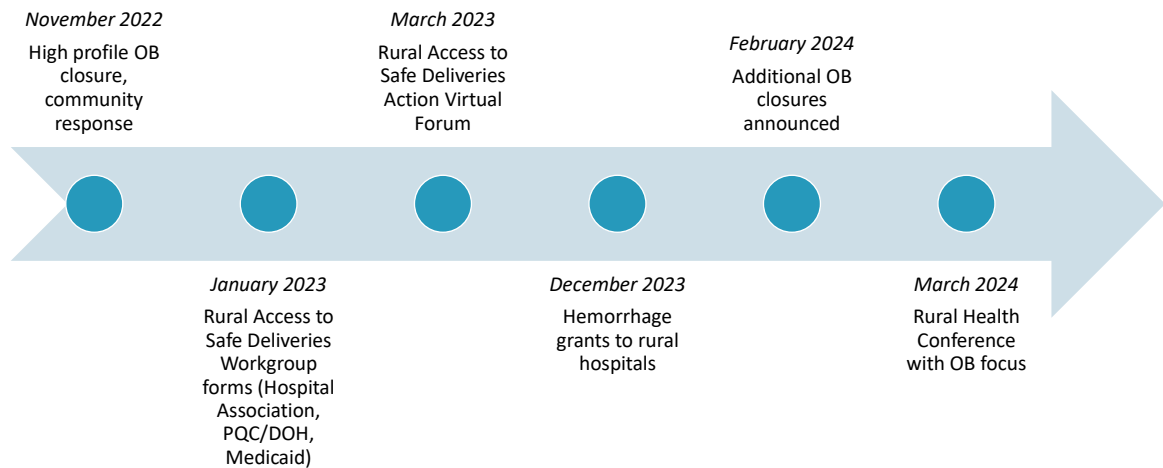 November 2022
High profile OB
closure,
community
response
January 2023
Rural Access to
Safe Deliveries
Workgroup
forms (Hospital
Association,
PQC/DOH,
Medicaid)
March 2023
Rural Access to
Safe Deliveries
Action Virtual
Forum
December 2023
Hemorrhage
grants to rural
hospitals
February 2024
Additional OB
closures
announced
March 2024
Rural Health
Conference
with OB focus